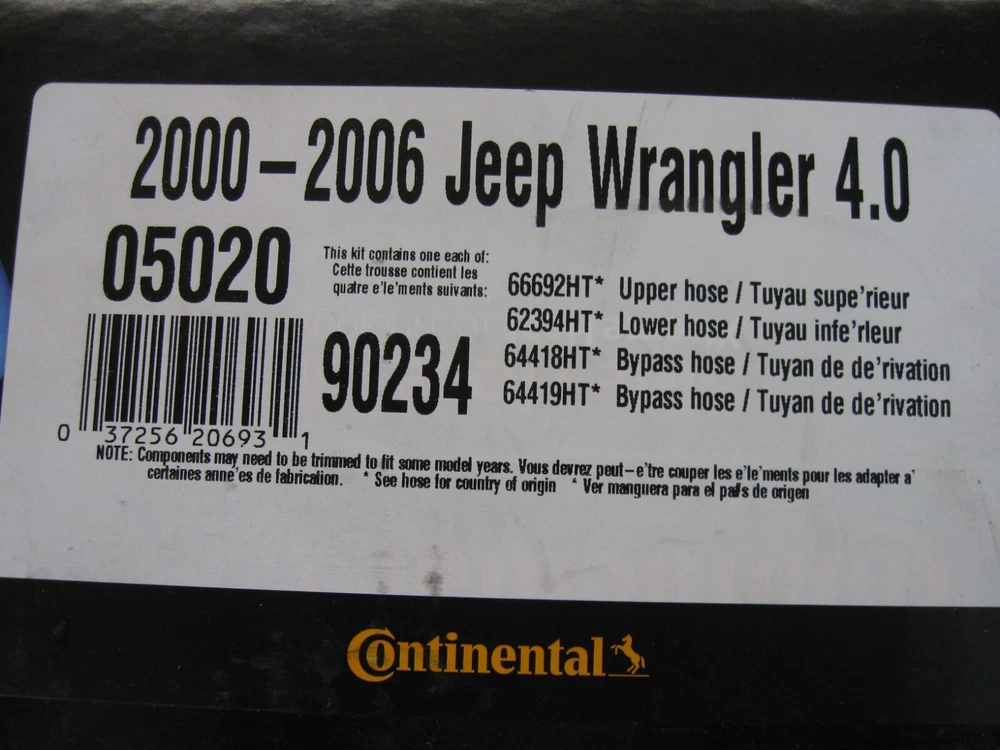 2000-2006 Jeep Wrangler 4.0
05020
This kit contains one each of:
Cette trousse contient les
quatre e'le'ments suivants:
66692HT* Upper hose / Tuyau supe'rieur
62394HT* Lower hose / Tuyau infe'rleur
64418HT* Bypass hose / Tuyan de de'rivation
64419HT* Bypass hose / Tuyan de de'rivation
90234
0 37256 20693 1
NOTE: Components may need to be trimmed to fit some model years. Vous devrez peut-e'tre couper les e'le'ments pour les adapter a'
certaines anne'es de fabrication. * See hose for country of origin * Ver manguera para el pai's de origen
Continental